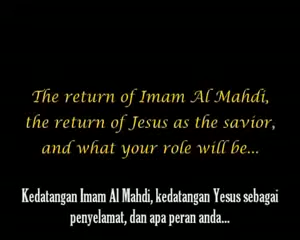 The return of Imam Al Mahdi,
the return of Jesus as the savior,
and what your role will be...
Kedatangan Imam Al Mahdi, kedatangan Yesus sebagai
penyelamat, dan apa peran anda...